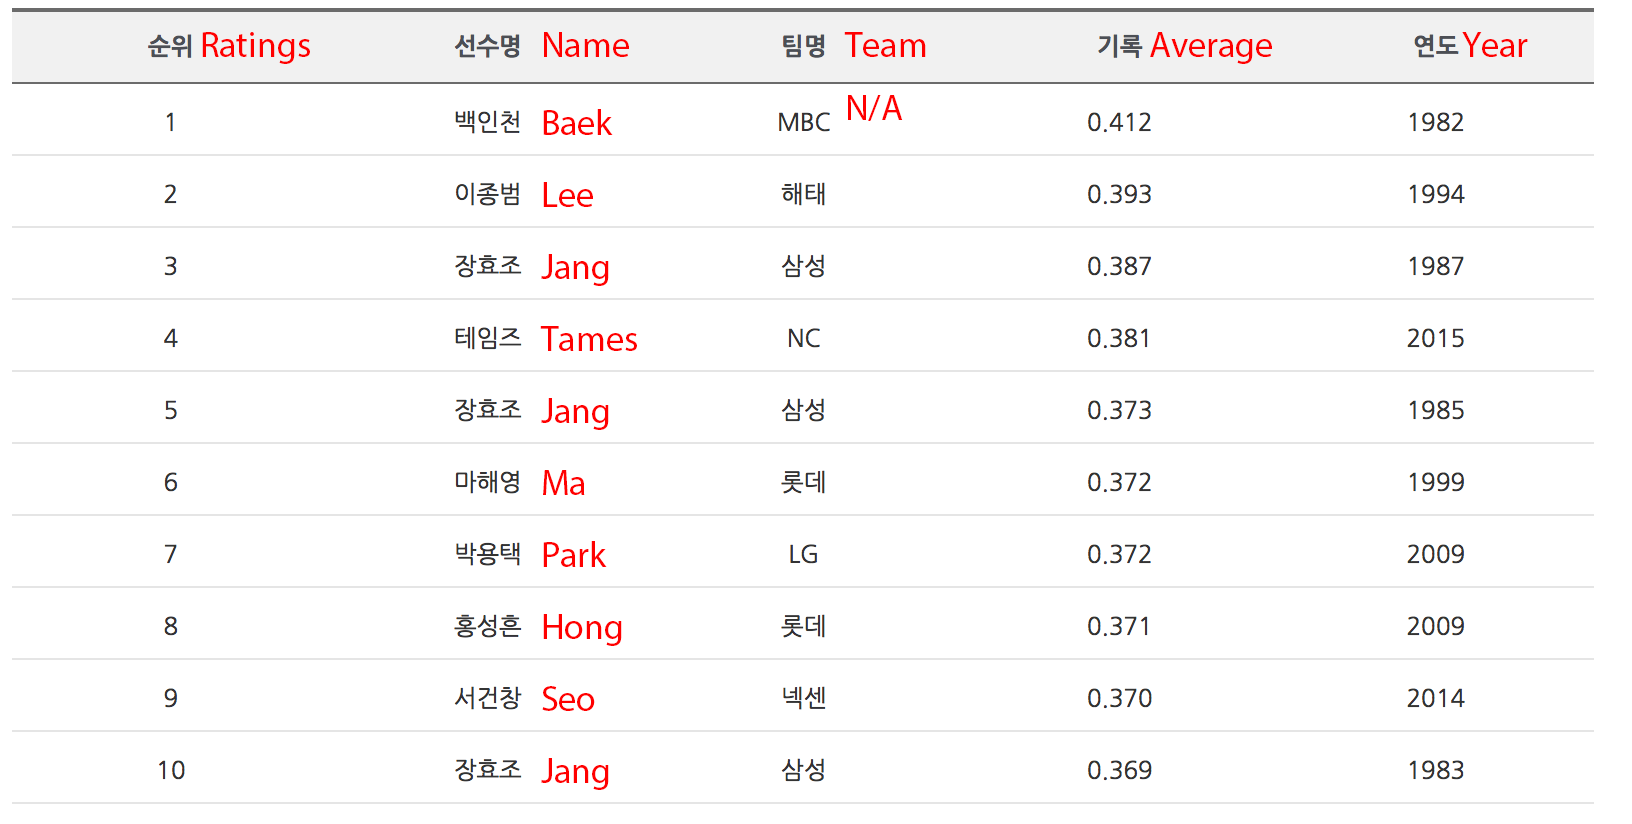 순위 Ratings 선수명 Name 팀명 Team 기록 Average 연도 Year
1 백인천 Baek MBC N/A 0.412 1982
2 이종범 Lee 해태 0.393 1994
3 장효조 Jang 삼성 0.387 1987
4 테임즈 Tames NC 0.381 2015
5 장효조 Jang 삼성 0.373 1985
6 마해영 Ma 롯데 0.372 1999
7 박용택 Park LG 0.372 2009
8 홍성흔 Hong 롯데 0.371 2009
9 서건창 Seo 넥센 0.370 2014
10 장효조 Jang 삼성 0.369 1983